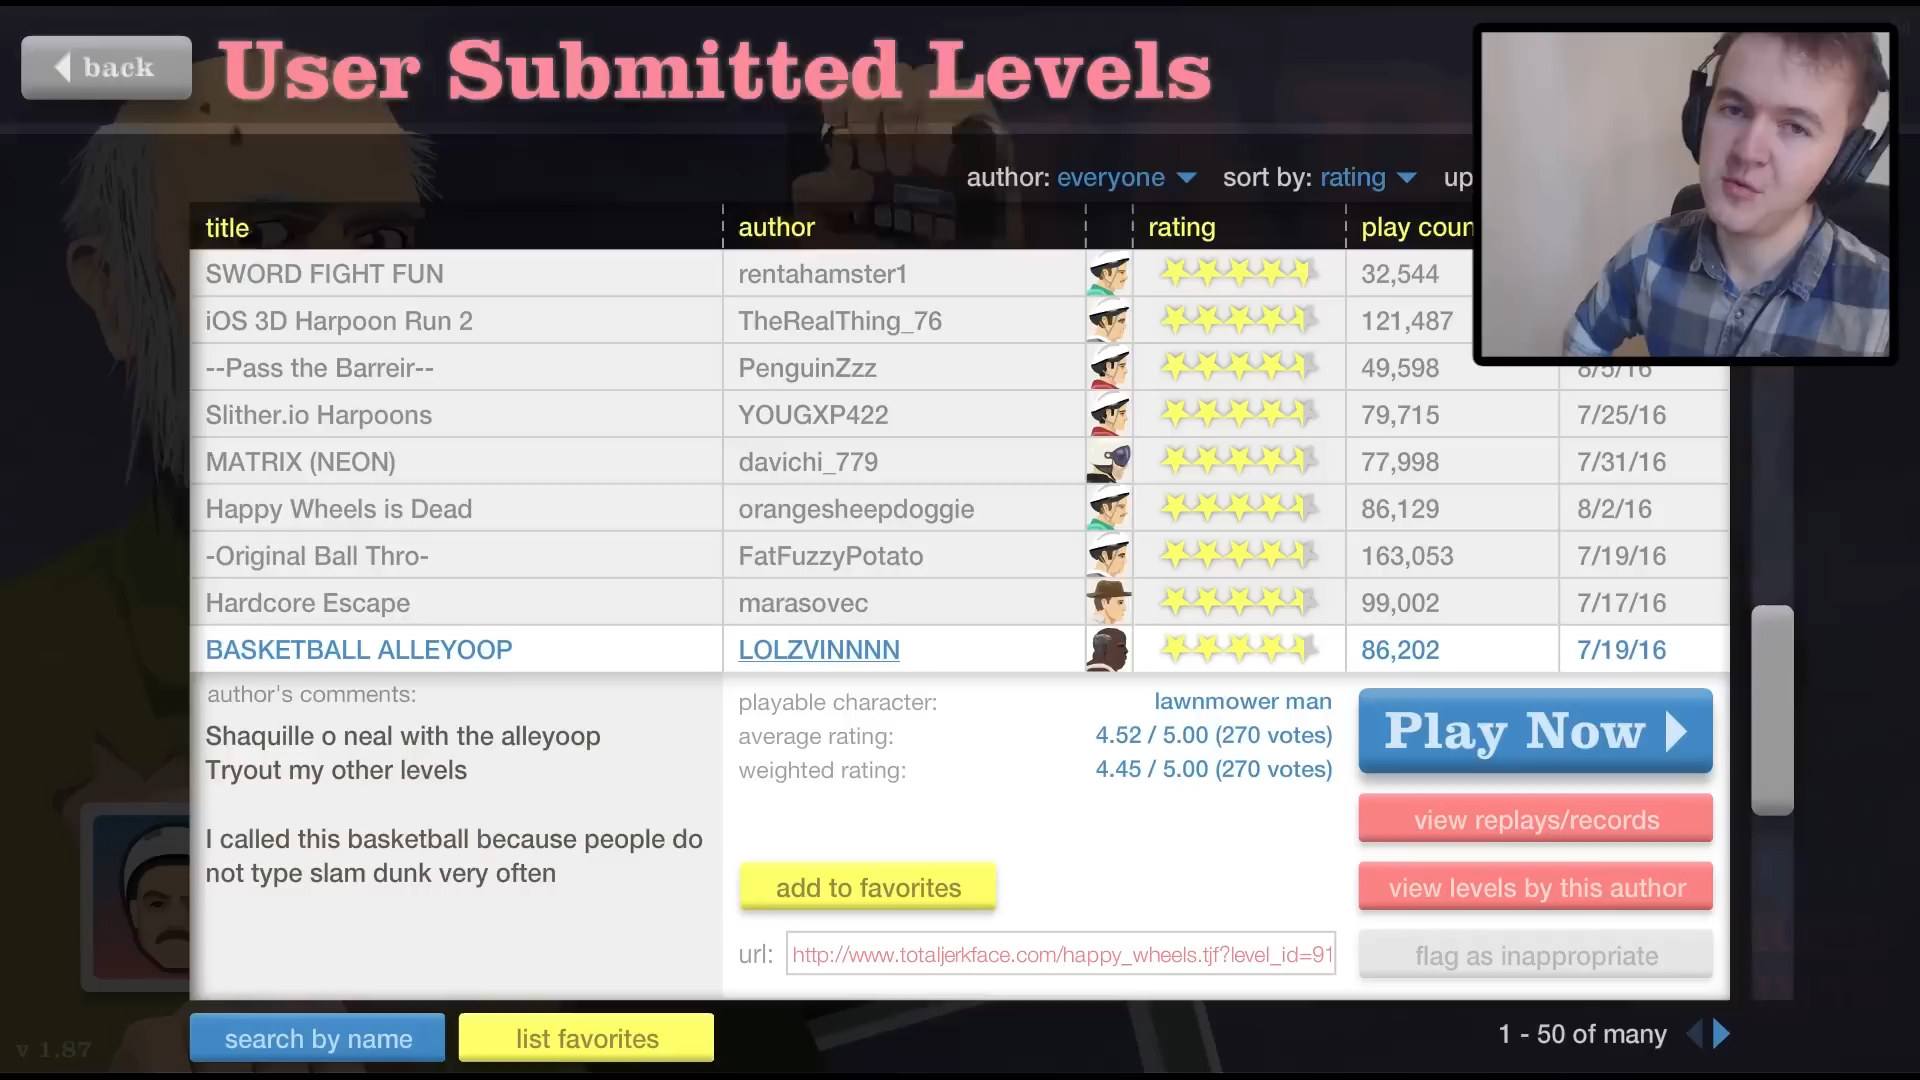 back
User Submitted Levels
author: everyone sort by: rating up
title author rating play coun
SWORD FIGHT FUN rentahamster1 32,544
iOS 3D Harpoon Run 2 TheRealThing_76 121,487
--Pass the Barreir-- PenguinZzz 49,598 8/5/16
Slither.io Harpoons YOUGXP422 79,715 7/25/16
MATRIX (NEON) davichi_779 77,998 7/31/16
Happy Wheels is Dead orangesheepdoggie 86,129 8/2/16
-Original Ball Thro- FatFuzzyPotato 163,053 7/19/16
Hardcore Escape marasovec 99,002 7/17/16
BASKETBALL ALLEYOOP LOLZVINNNN 86,202 7/19/16
author's comments:
Shaquille o neal with the alleyoop
Tryout my other levels
I called this basketball because people do
not type slam dunk very often
playable character: lawnmower man
average rating: 4.52 / 5.00 (270 votes)
weighted rating: 4.45 / 5.00 (270 votes)
add to favorites
url: http://www.totaljerkface.com/happy_wheels.tjf?level_id=91
Play Now
view replays/records
view levels by this author
flag as inappropriate
v 1.87
search by name
list favorites
1 - 50 of many